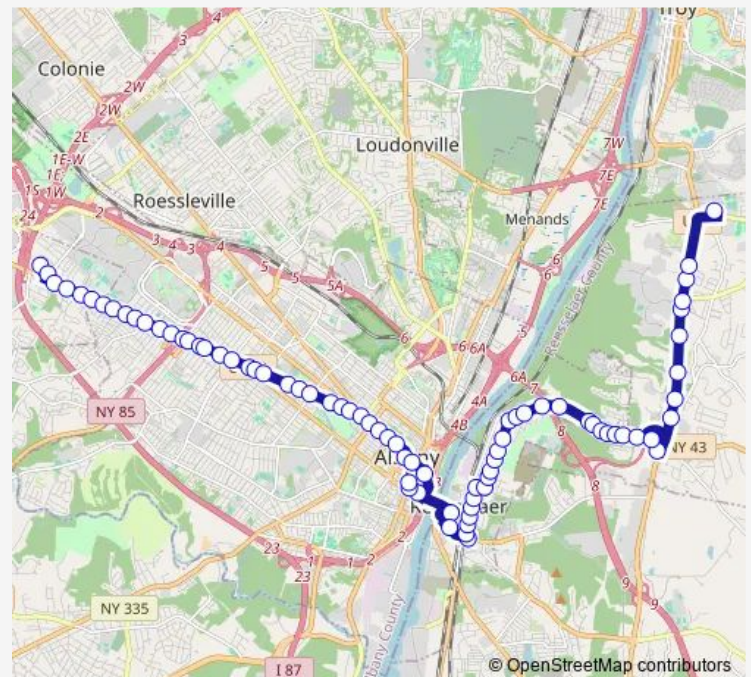 Troy
Colonie
4
3
2W
2W
2E
Loudonville
7W
1E-W
1E;
1S
1W
24
2
Roessleville
7E
7E
3
4
3
4
Menands
6
6
5
5
5A
Rensselaer County
5
6
6
6A
6A
7
4A
NY 85
4B
8
Albany
NY 43
8
23
1
1
2
2
23
9
9
NY 335
Albany County
I 87
© OpenStreetMap contributors